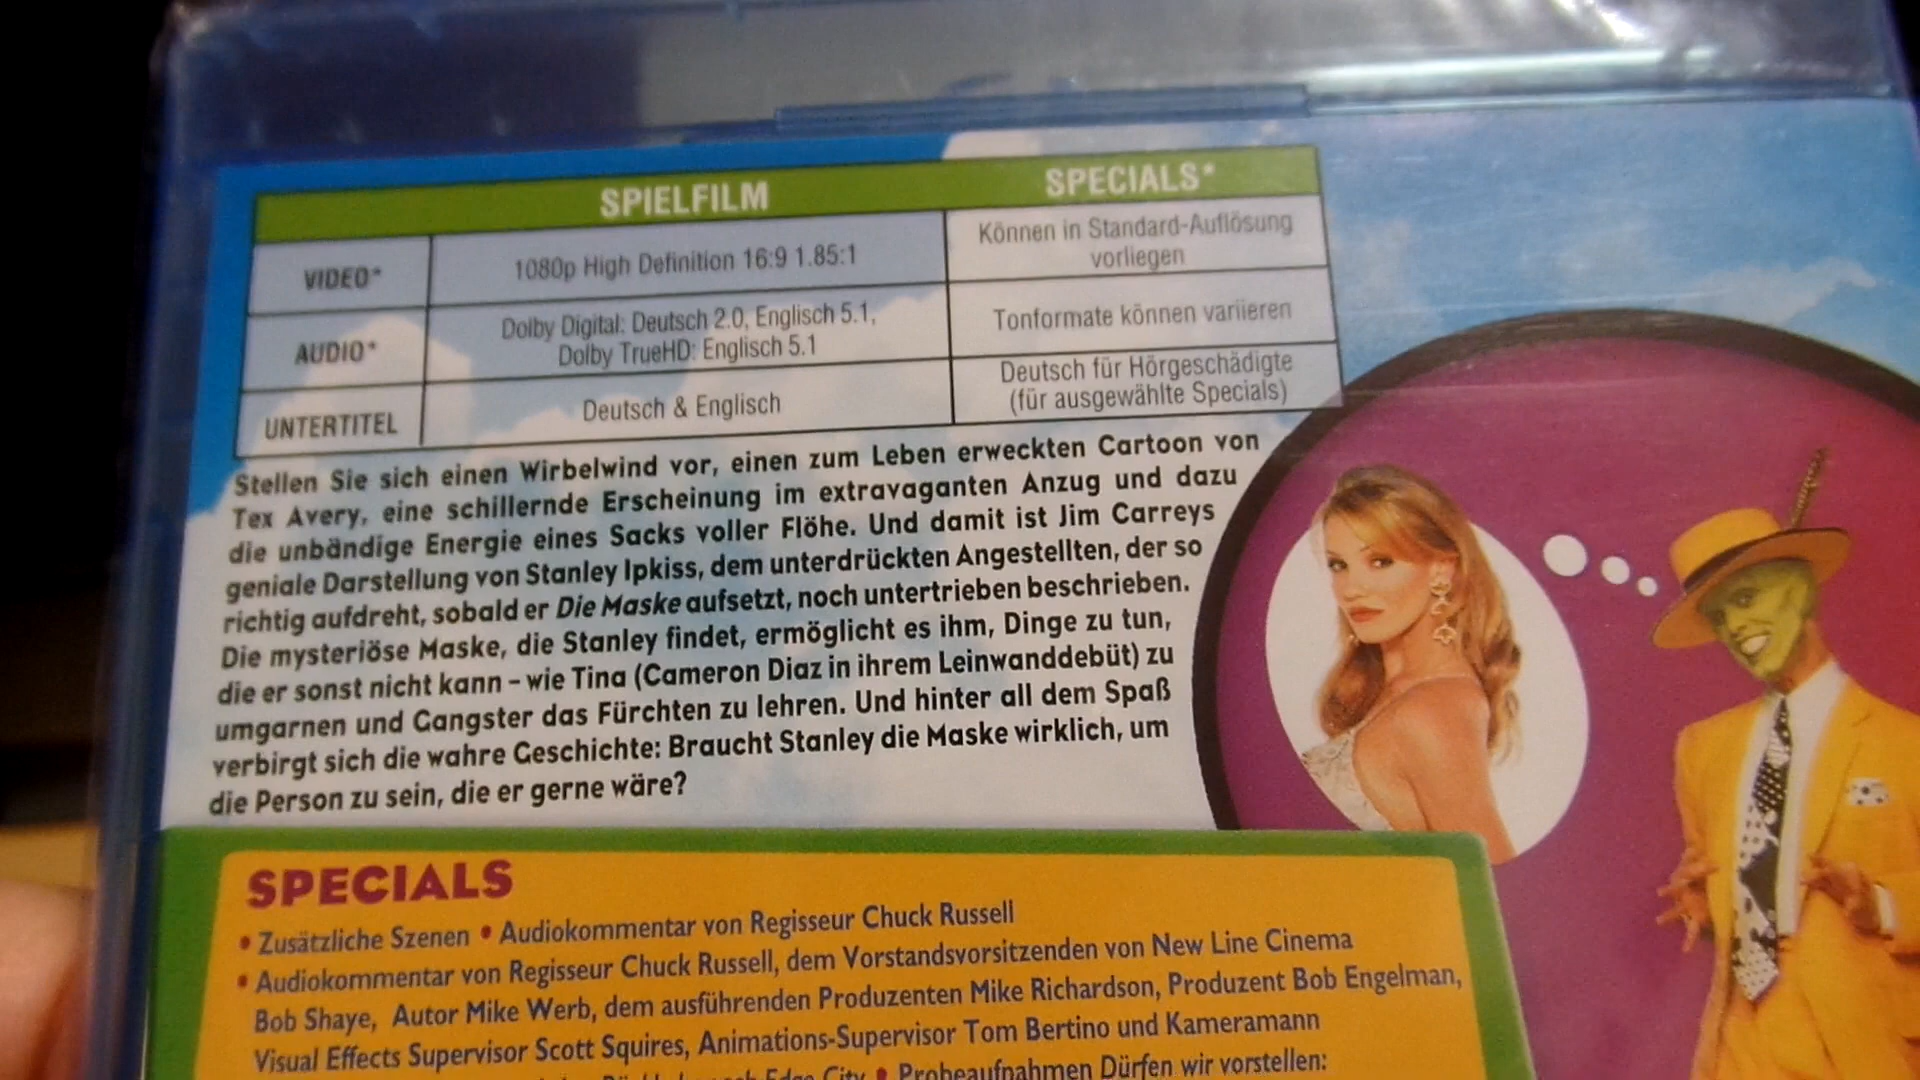 SPIELFILM SPECIALS*
VIDEO* 1080p High Definition 16:9 1.85:1 Können in Standard-Auflösung
vorliegen
AUDIO* Dolby Digital: Deutsch 2.0, Englisch 5.1,
Dolby TrueHD: Englisch 5.1 Tonformate können variieren
UNTERTITEL Deutsch & Englisch Deutsch für Hörgeschädigte
(für ausgewählte Specials)
Stellen Sie sich einen Wirbelwind vor, einen zum Leben erweckten Cartoon von
Tex Avery, eine schillernde Erscheinung im extravaganten Anzug und dazu
die unbändige Energie eines Sacks voller Flöhe. Und damit ist Jim Carreys
geniale Darstellung von Stanley Ipkiss, dem unterdrückten Angestellten, der so
richtig aufdreht, sobald er Die Maske aufsetzt, noch untertrieben beschrieben.
Die mysteriöse Maske, die Stanley findet, ermöglicht es ihm, Dinge zu tun,
die er sonst nicht kann – wie Tina (Cameron Diaz in ihrem Leinwanddebüt) zu
umgarnen und Gangster das Fürchten zu lehren. Und hinter all dem Spaß
verbirgt sich die wahre Geschichte: Braucht Stanley die Maske wirklich, um
die Person zu sein, die er gerne wäre?
SPECIALS
• Zusätzliche Szenen • Audiokommentar von Regisseur Chuck Russell
• Audiokommentar von Regisseur Chuck Russell, dem Vorstandsvorsitzenden von New Line Cinema
Bob Shaye, Autor Mike Werb, dem ausführenden Produzenten Mike Richardson, Produzent Bob Engelman,
Visual Effects Supervisor Scott Squires, Animations-Supervisor Tom Bertino und Kameramann
Edge City • Probeaufnahmen Dürfen wir vorstellen: